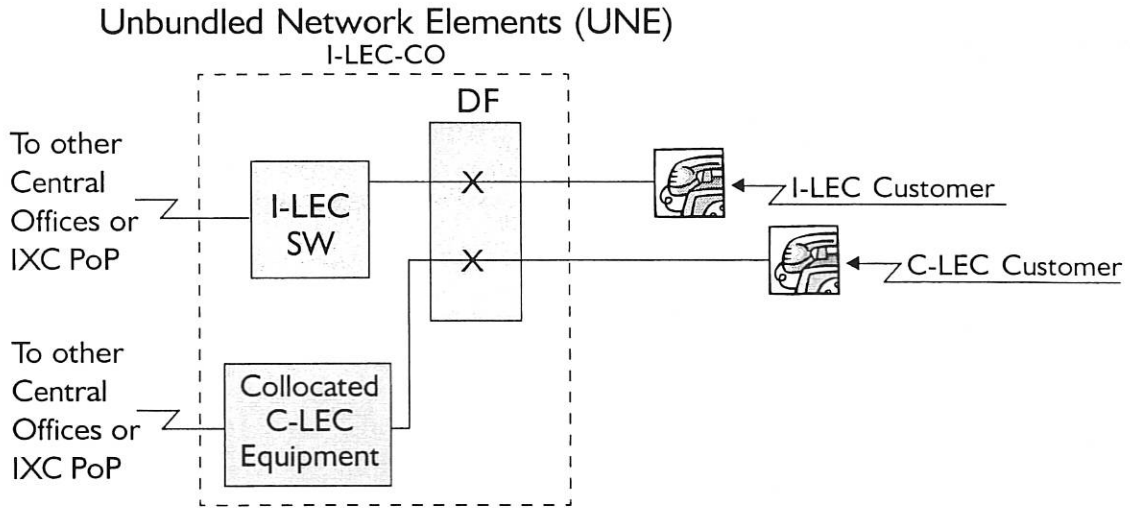 Unbundled Network Elements (UNE)
I-LEC-CO
DF
To other
Central
Offices or
IXC PoP
I-LEC
SW
I-LEC Customer
C-LEC Customer
To other
Central
Offices or
IXC PoP
Collocated
C-LEC
Equipment